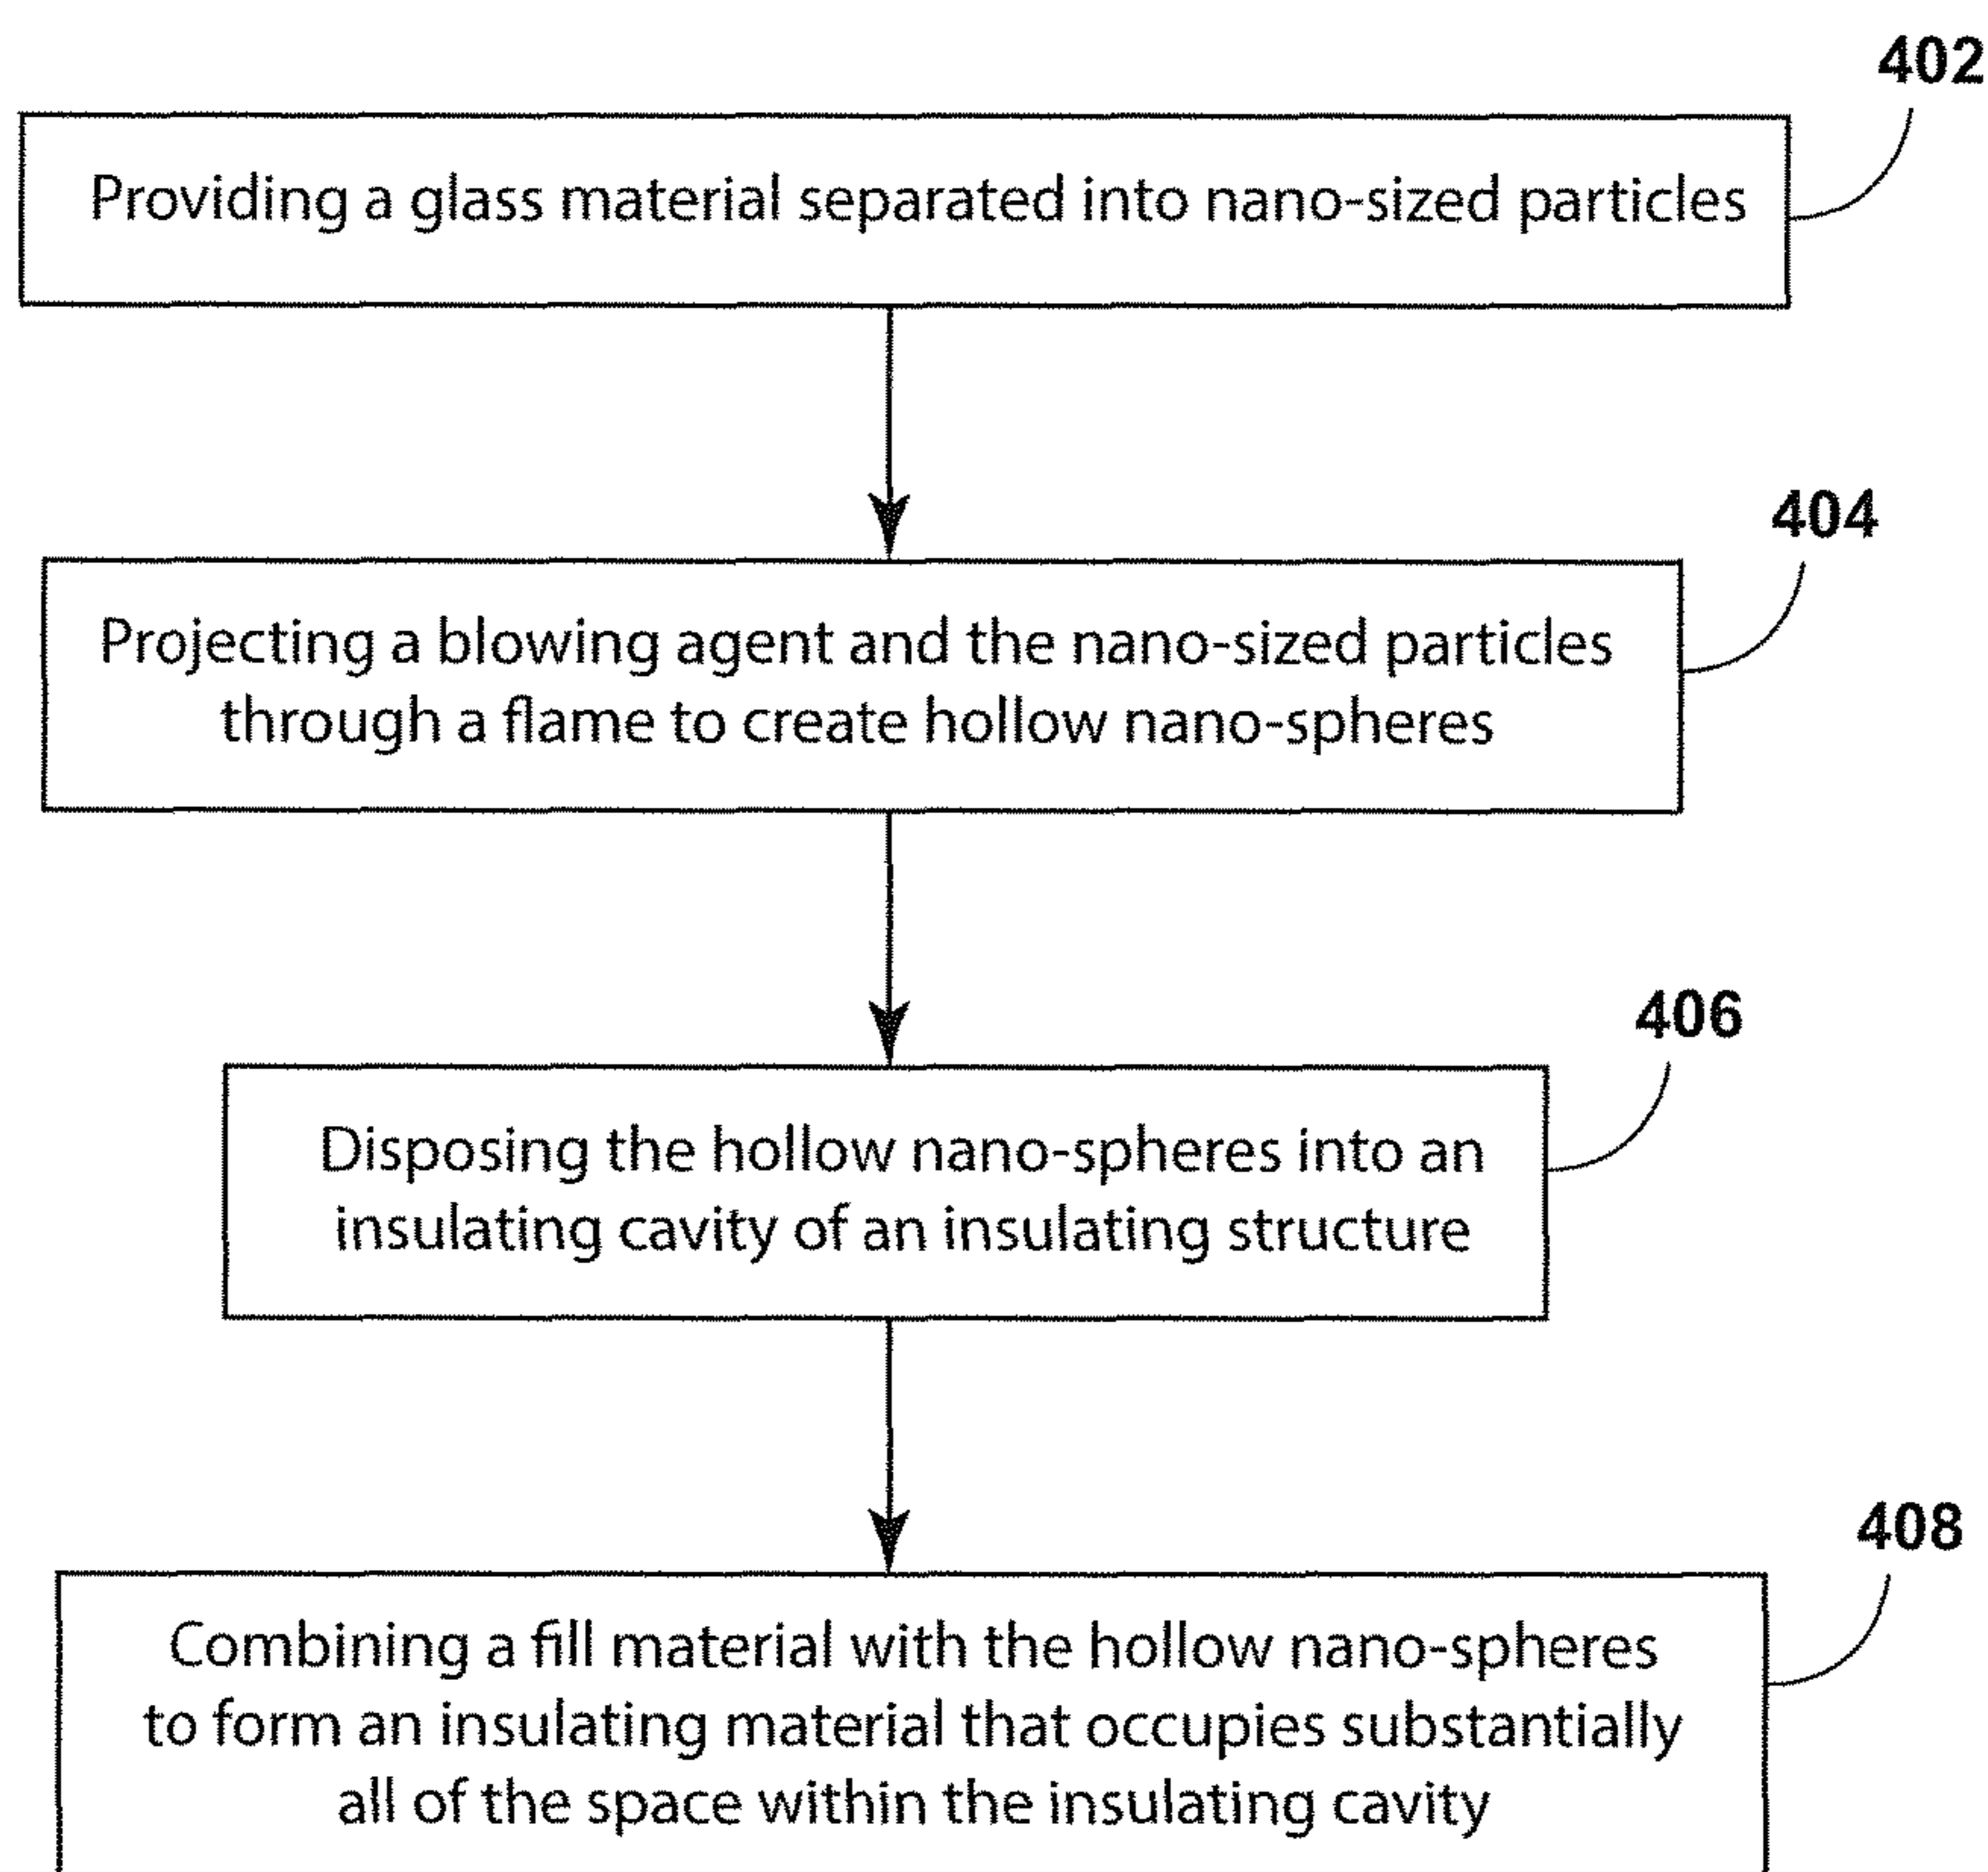 402
Providing a glass material separated into nano-sized particles
404
Projecting a blowing agent and the nano-sized particles
through a flame to create hollow nano-spheres
406
Disposing the hollow nano-spheres into an
insulating cavity of an insulating structure
408
Combining a fill material with the hollow nano-spheres
to form an insulating material that occupies substantially
all of the space within the insulating cavity